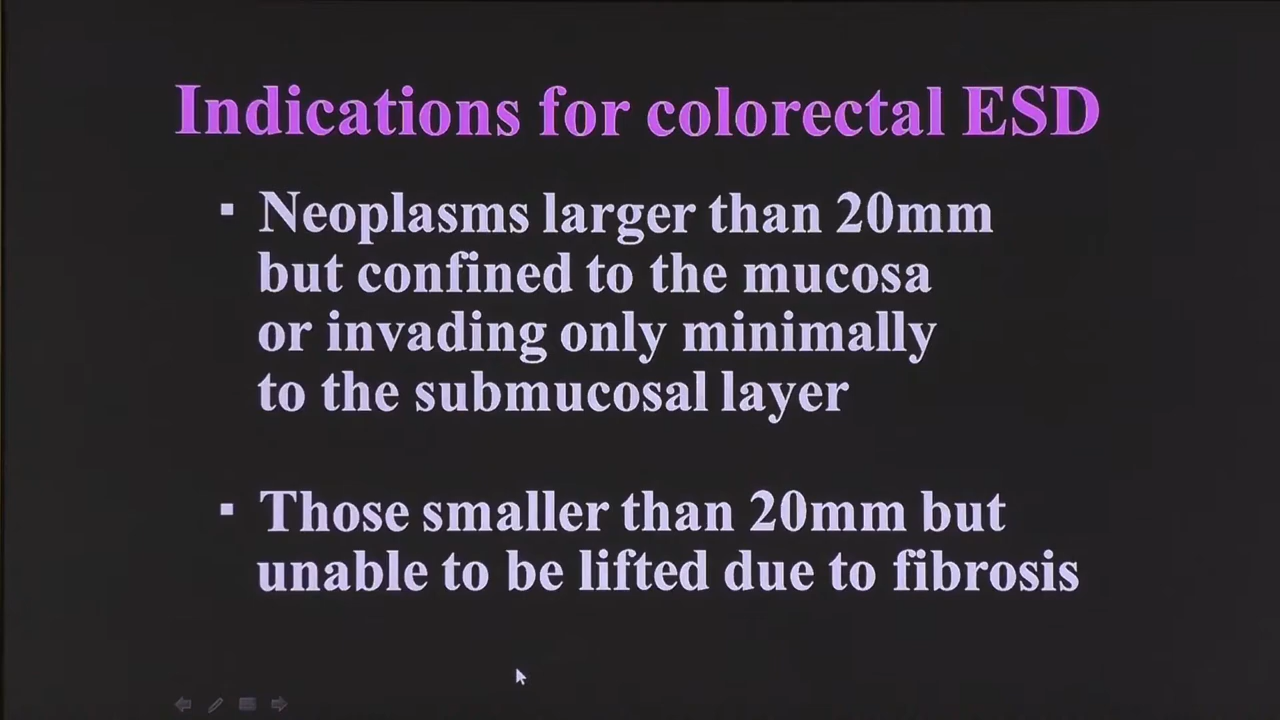 Indications for colorectal ESD
▪ Neoplasms larger than 20mm
but confined to the mucosa
or invading only minimally
to the submucosal layer
▪ Those smaller than 20mm but
unable to be lifted due to fibrosis